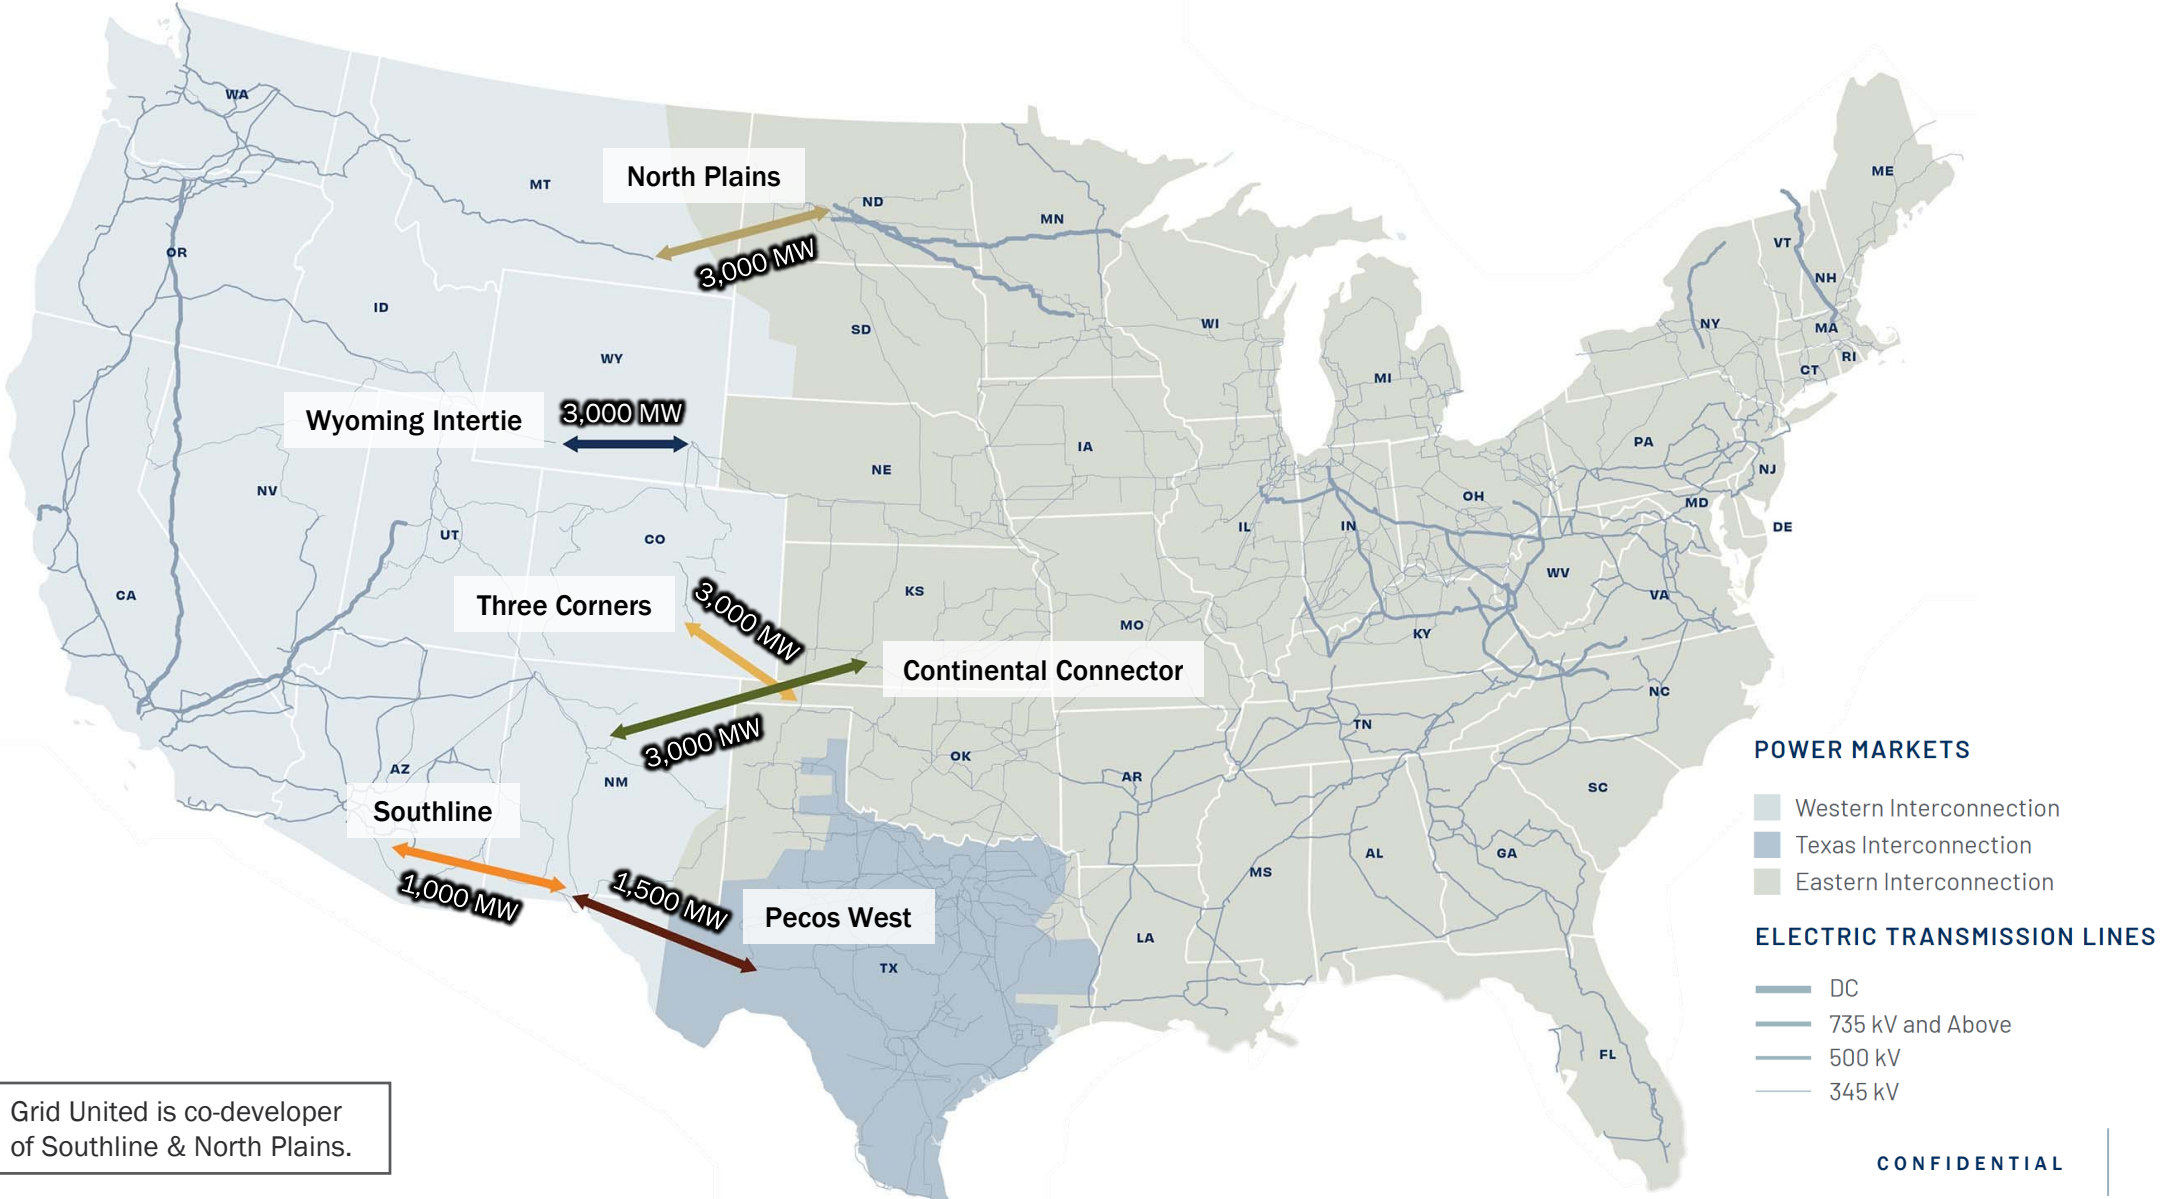 WA
MT
North Plains
ND
MN
ME
OR
3,000 MW
VT
NH
ID
SD
WI
NY
MA
RI
WY
CT
MI
Wyoming Intertie
3,000 MW
NE
IA
PA
NJ
NV
OH
MD
UT
CO
IL
IN
DE
CA
Three Corners
3,000 MW
KS
MO
KY
WV
VA
Continental Connector
3,000 MW
NC
TN
AZ
NM
OK
AR
SC
Southline
1,000 MW
1,500 MW
Pecos West
TX
LA
MS
AL
GA
FL
POWER MARKETS
Western Interconnection
Texas Interconnection
Eastern Interconnection
ELECTRIC TRANSMISSION LINES
DC
735 kV and Above
500 kV
345 kV
Grid United is co-developer
of Southline & North Plains.
CONFIDENTIAL